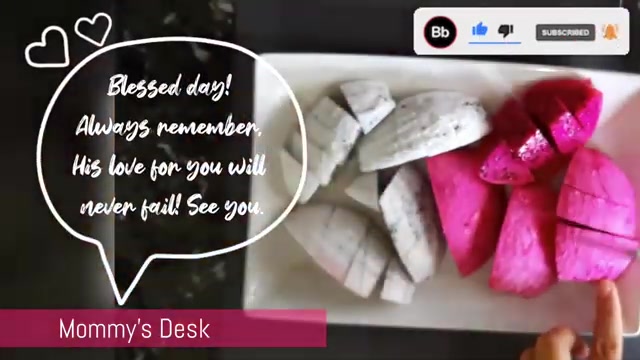 Bb SUBSCRIBED
Blessed day!
Always remember,
His love for you will
never fail! See you.
Mommy's Desk